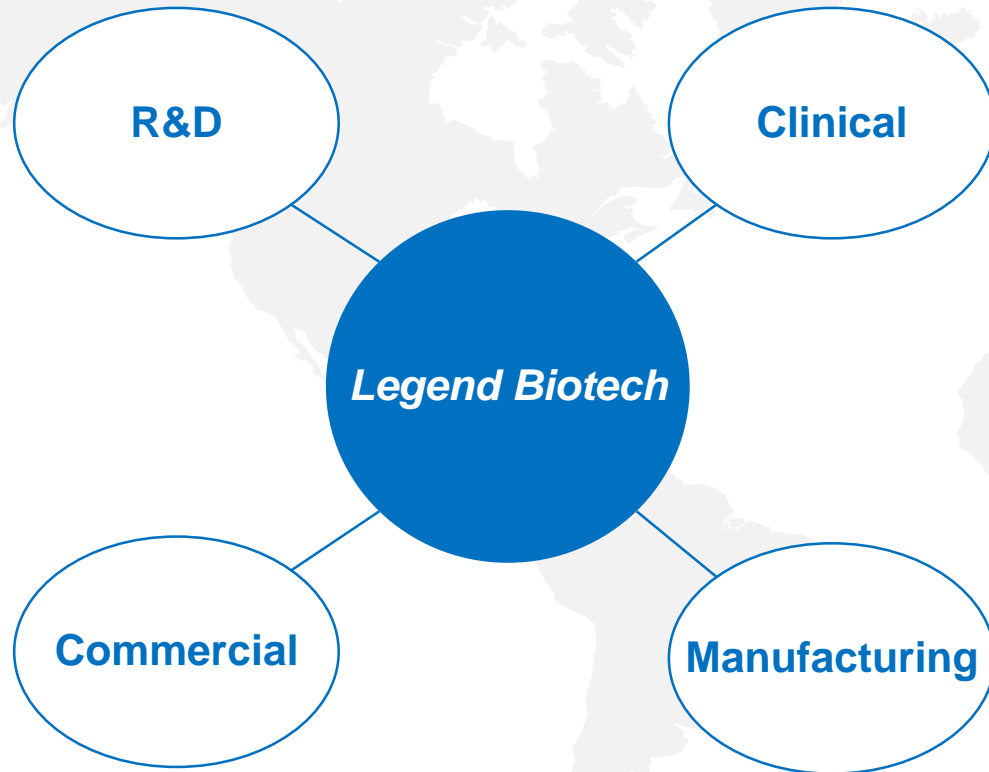 R&D
Clinical
Legend Biotech
Commercial
Manufacturing